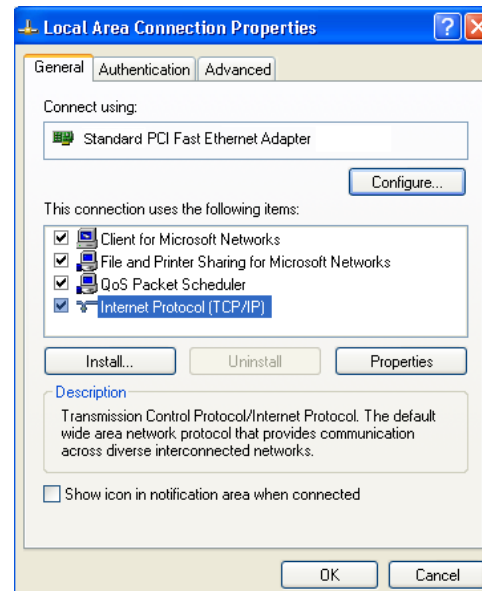 Local Area Connection Properties
General Authentication Advanced
Connect using:
Standard PCI Fast Ethernet Adapter
Configure...
This connection uses the following items:
Client for Microsoft Networks
File and Printer Sharing for Microsoft Networks
QoS Packet Scheduler
Internet Protocol (TCP/IP)
Install... Uninstall Properties
Description
Transmission Control Protocol/Internet Protocol. The default
wide area network protocol that provides communication
across diverse interconnected networks.
Show icon in notification area when connected
OK Cancel